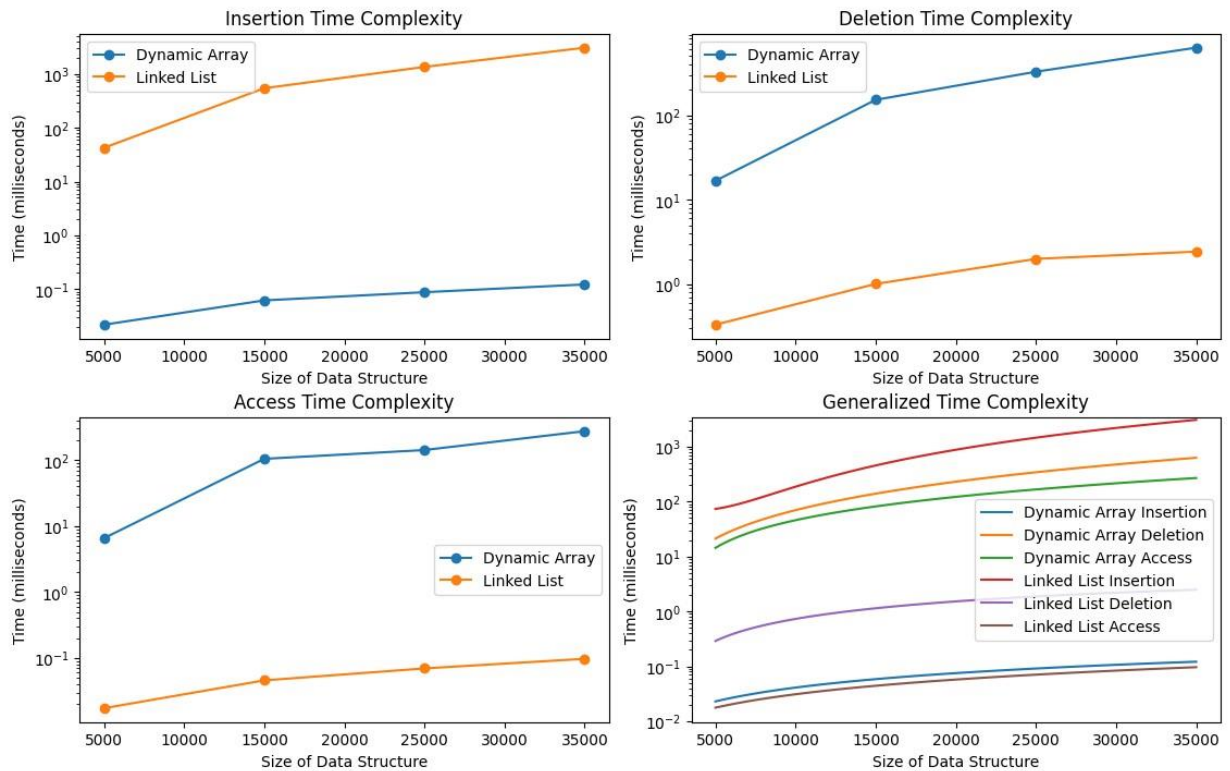 Insertion Time Complexity
Dynamic Array
Linked List
Time (milliseconds)
10³
10²
10¹
10⁰
10⁻¹
5000 10000 15000 20000 25000 30000 35000
Size of Data Structure
Deletion Time Complexity
Dynamic Array
Linked List
Time (milliseconds)
10²
10¹
10⁰
5000 10000 15000 20000 25000 30000 35000
Size of Data Structure
Access Time Complexity
Time (milliseconds)
10²
10¹
10⁰
10⁻¹
Dynamic Array
Linked List
5000 10000 15000 20000 25000 30000 35000
Size of Data Structure
Generalized Time Complexity
Time (milliseconds)
10³
10²
10¹
10⁰
10⁻¹
10⁻²
Dynamic Array Insertion
Dynamic Array Deletion
Dynamic Array Access
Linked List Insertion
Linked List Deletion
Linked List Access
5000 10000 15000 20000 25000 30000 35000
Size of Data Structure